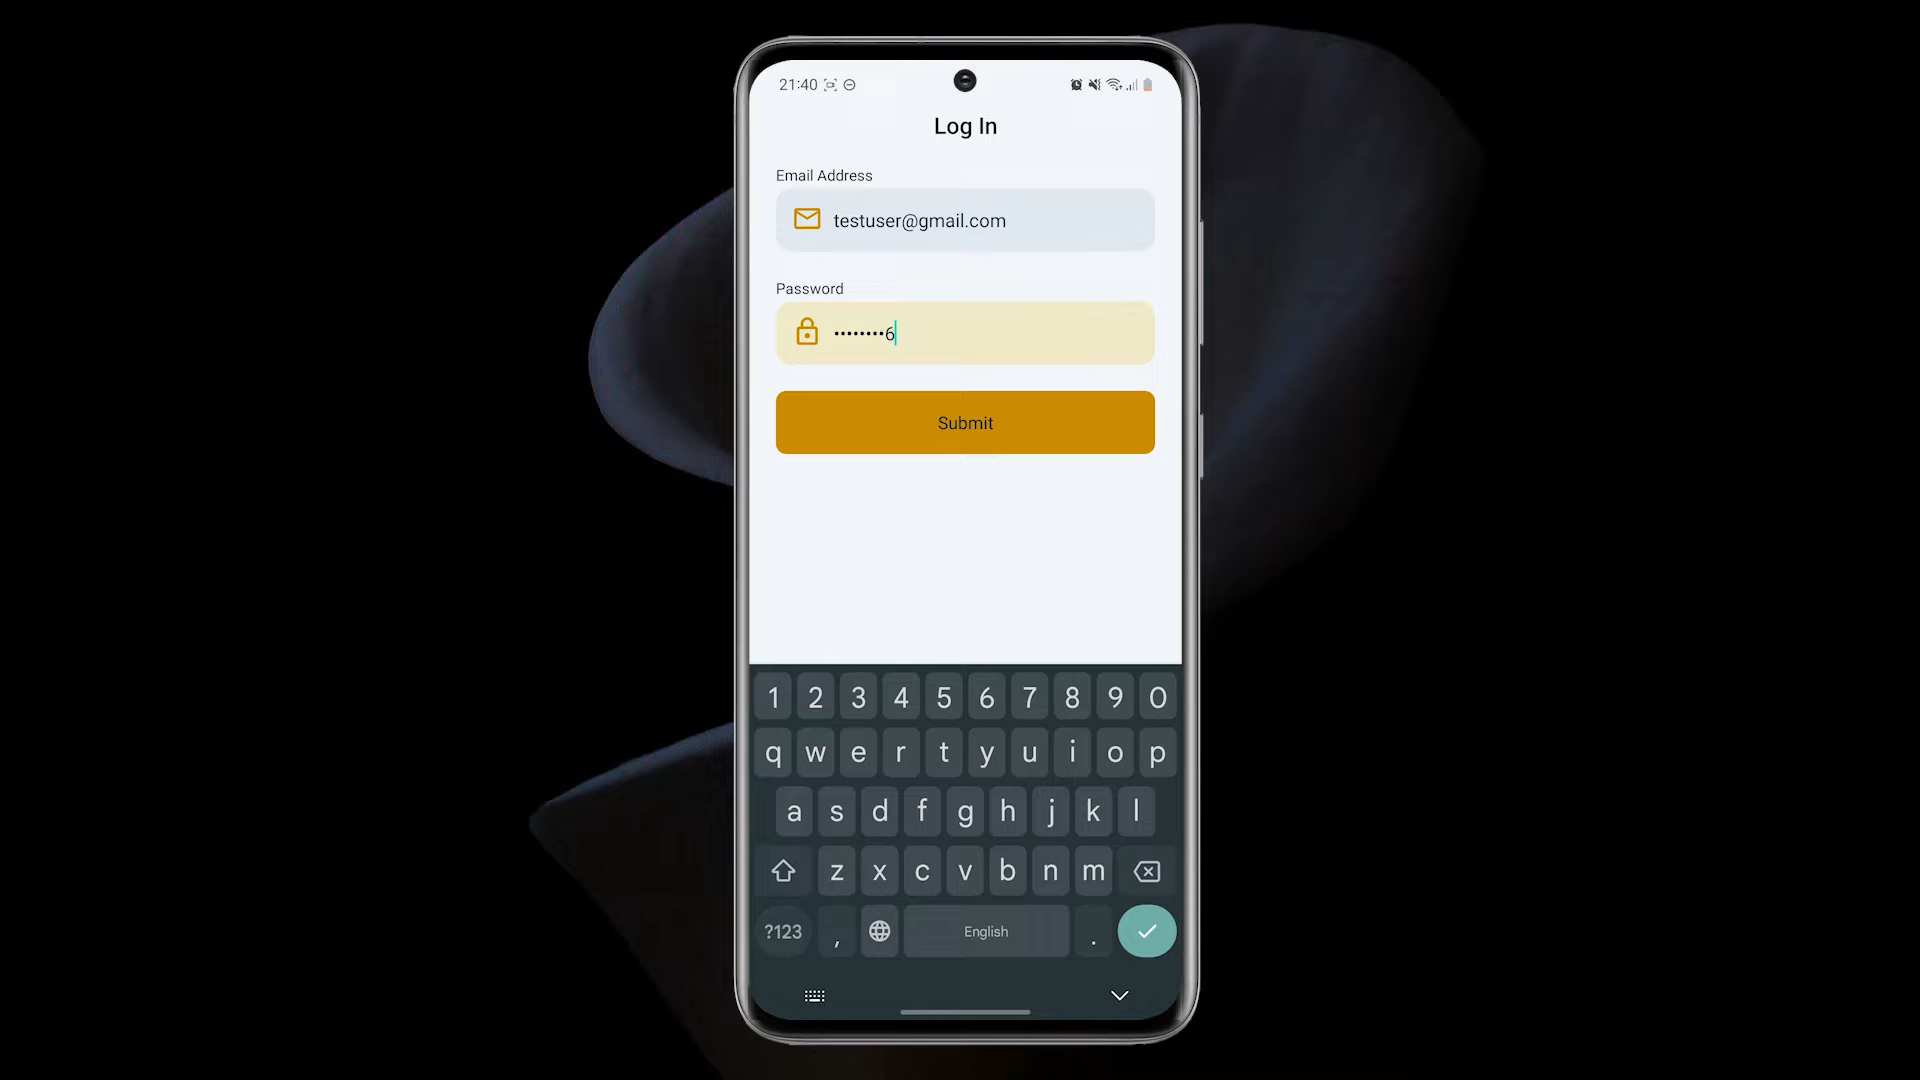 21:40
Log In
Email Address
testuser@gmail.com
Password
••••••••6
Submit
1 2 3 4 5 6 7 8 9 0
q w e r t y u i o p
a s d f g h j k l
z x c v b n m
?123 , English .